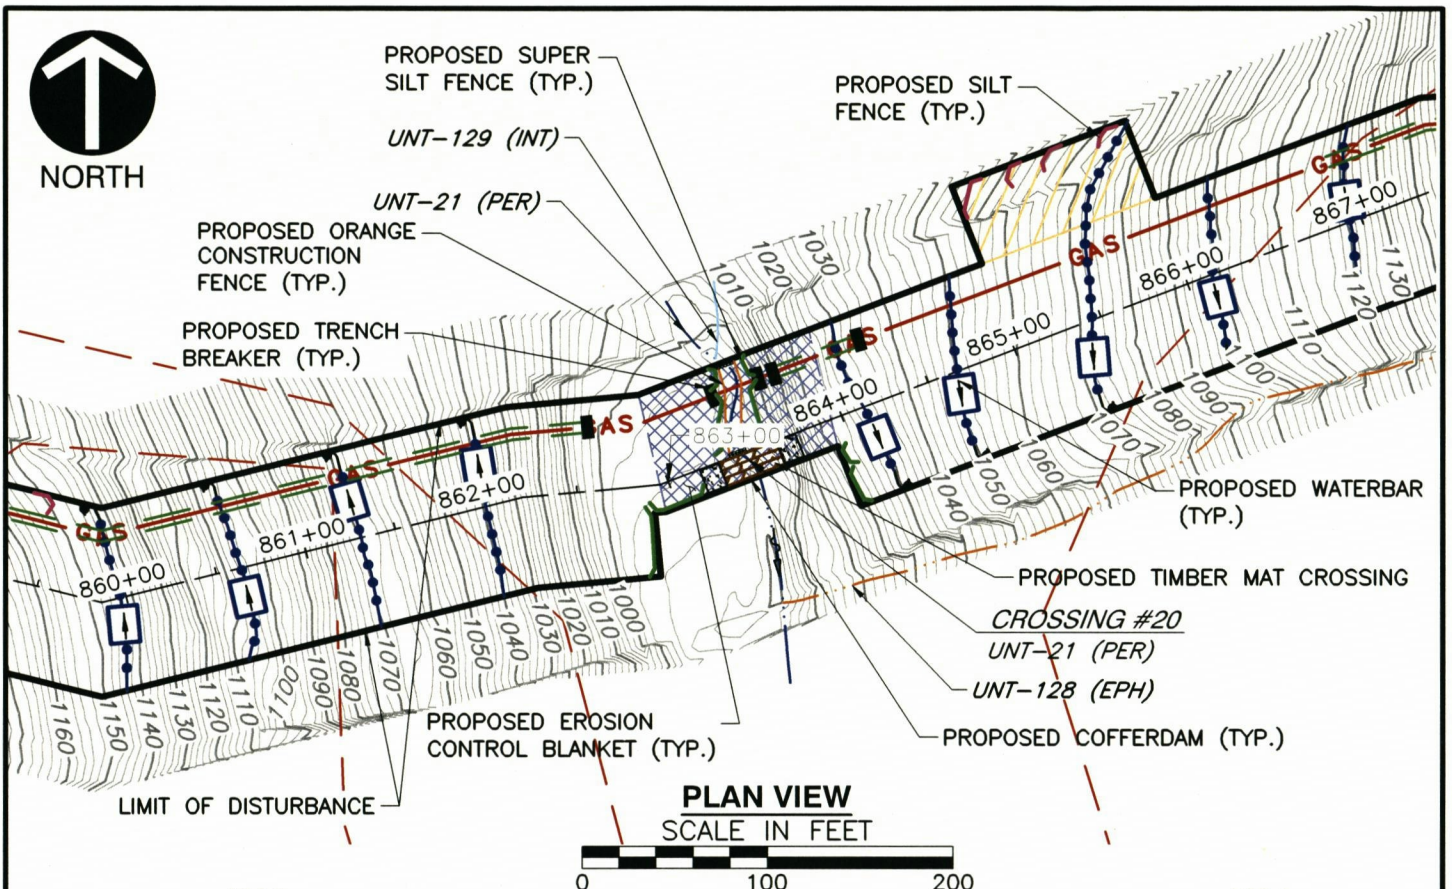 NORTH
PROPOSED SUPER
SILT FENCE (TYP.)
UNT-129 (INT)
UNT-21 (PER)
PROPOSED ORANGE
CONSTRUCTION
FENCE (TYP.)
PROPOSED TRENCH
BREAKER (TYP.)
PROPOSED SILT
FENCE (TYP.)
1010
1020
1030
GAS
GAS
GAS
GAS
GAS
GAS
860+00
861+00
862+00
863+00
864+00
865+00
866+00
867+00
1160
1150
1140
1130
1120
1110
1100
1090
1080
1070
1060
1050
1040
1030
1020
1010
1000
1040
1050
1060
1070
1080
1090
1100
1110
1120
1130
PROPOSED WATERBAR
(TYP.)
PROPOSED TIMBER MAT CROSSING
CROSSING #20
UNT-21 (PER)
UNT-128 (EPH)
PROPOSED COFFERDAM (TYP.)
PROPOSED EROSION
CONTROL BLANKET (TYP.)
LIMIT OF DISTURBANCE
PLAN VIEW
SCALE IN FEET
0 100 200